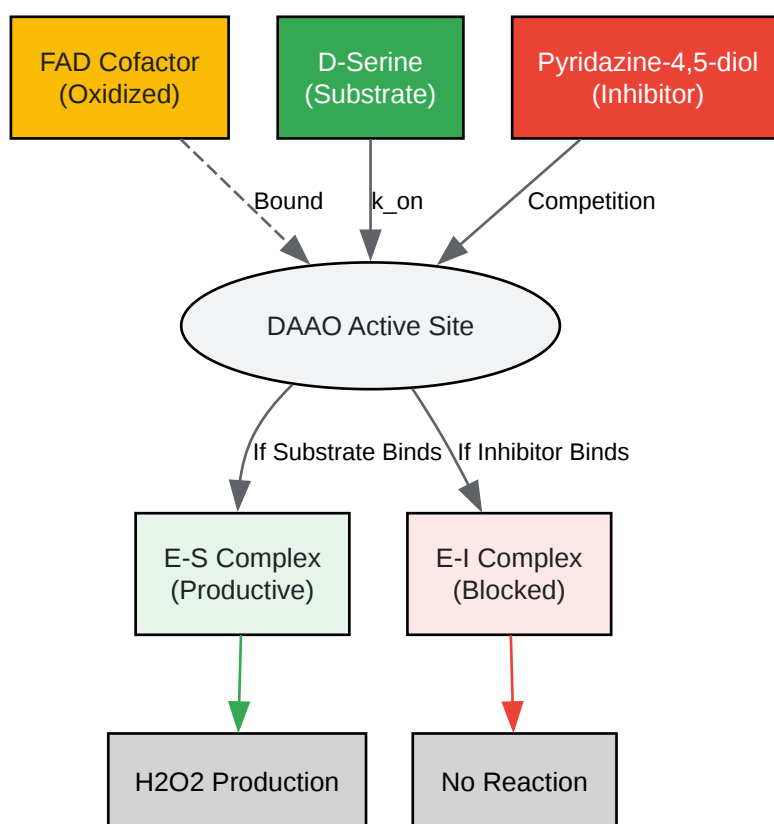 FAD Cofactor
(Oxidized)
D-Serine
(Substrate)
Pyridazine-4,5-diol
(Inhibitor)
Bound
k_on
Competition
DAAO Active Site
If Substrate Binds
If Inhibitor Binds
E-S Complex
(Productive)
E-I Complex
(Blocked)
H2O2 Production
No Reaction